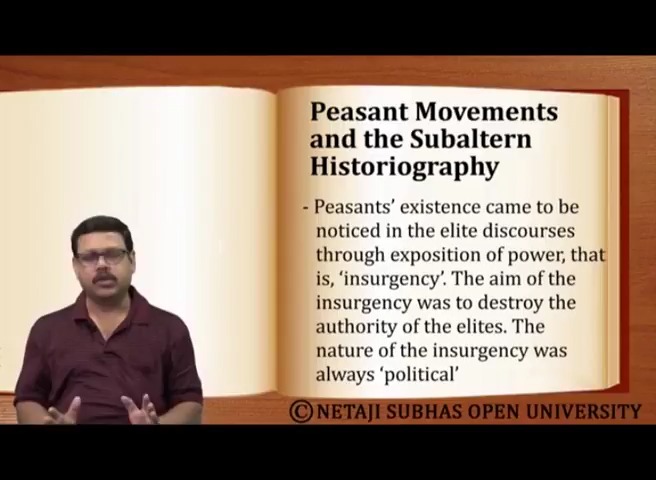 Peasant Movements
and the Subaltern
Historiography
- Peasants’ existence came to be
noticed in the elite discourses
through exposition of power, that
is, ‘insurgency’. The aim of the
insurgency was to destroy the
authority of the elites. The
nature of the insurgency was
always ‘political’
© NETAJI SUBHAS OPEN UNIVERSITY